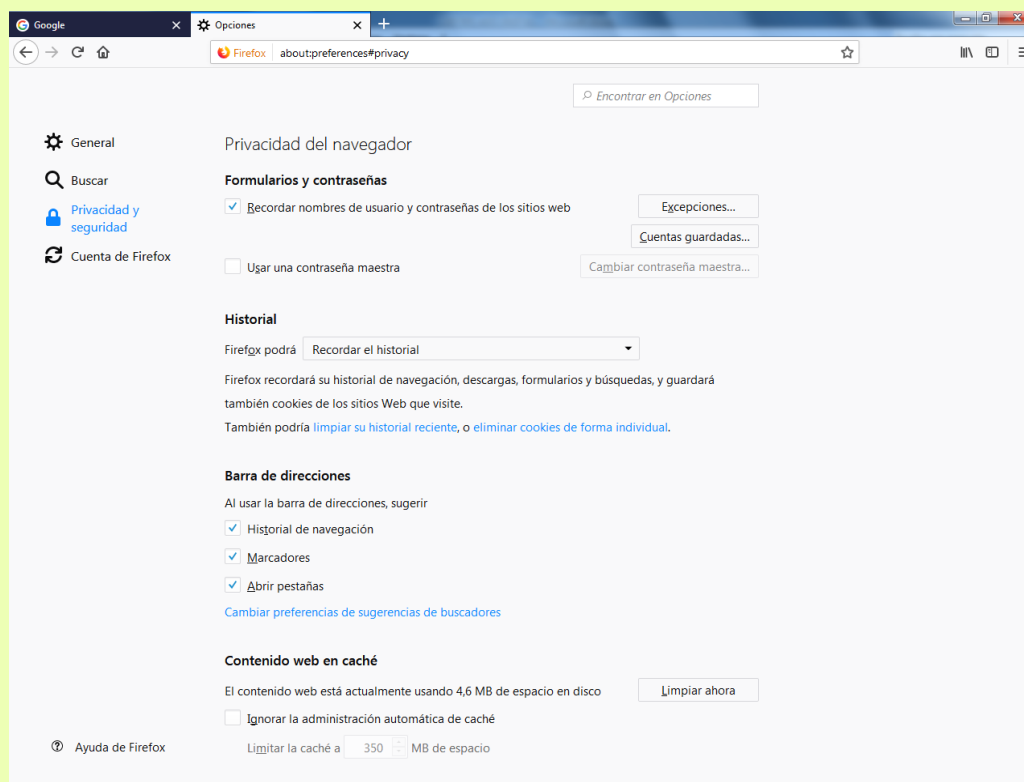 Google
Opciones
Firefox about:preferences#privacy
Encontrar en Opciones
General
Buscar
Privacidad y
seguridad
Cuenta de Firefox
Ayuda de Firefox
Privacidad del navegador
Formularios y contraseñas
Recordar nombres de usuario y contraseñas de los sitios web
Excepciones...
Cuentas guardadas...
Usar una contraseña maestra
Cambiar contraseña maestra...
Historial
Firefox podrá Recordar el historial
Firefox recordará su historial de navegación, descargas, formularios y búsquedas, y guardará
también cookies de los sitios Web que visite.
También podría limpiar su historial reciente, o eliminar cookies de forma individual.
Barra de direcciones
Al usar la barra de direcciones, sugerir
Historial de navegación
Marcadores
Abrir pestañas
Cambiar preferencias de sugerencias de buscadores
Contenido web en caché
El contenido web está actualmente usando 4,6 MB de espacio en disco
Limpiar ahora
Ignorar la administración automática de caché
Limitar la caché a 350 MB de espacio